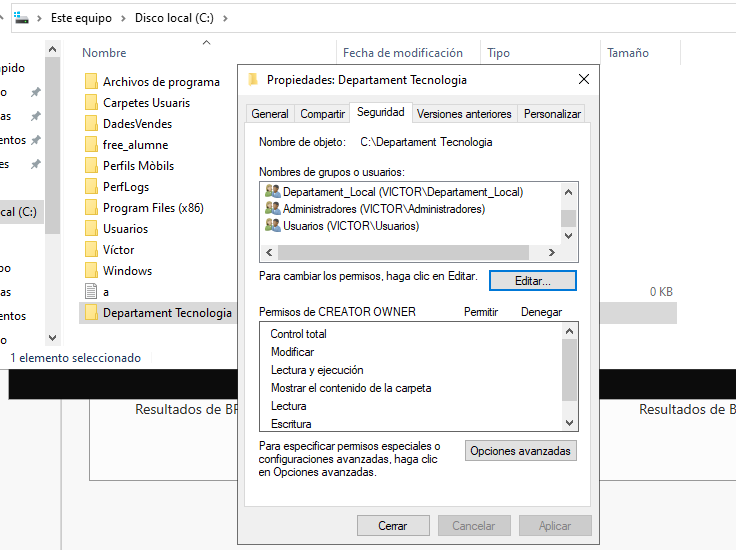 Este equipo > Disco local (C:) >
Nombre Fecha de modificación Tipo Tamaño
Archivos de programa
Carpetes Usuaris
DadesVendes
free_alumne
Perfils Mòbils
PerfLogs
Program Files (x86)
Usuarios
Víctor
Windows
a 0 KB
Departament Tecnologia
ápido
o
as
entos
es
cal (C:)
po
as
entos
o
1 elemento seleccionado
Resultados de BF
Resultados de B
Propiedades: Departament Tecnologia
General Compartir Seguridad Versiones anteriores Personalizar
Nombre de objeto: C:\Departament Tecnologia
Nombres de grupos o usuarios:
Departament_Local (VICTOR\Departament_Local)
Administradores (VICTOR\Administradores)
Usuarios (VICTOR\Usuarios)
Para cambiar los permisos, haga clic en Editar. Editar...
Permisos de CREATOR OWNER Permitir Denegar
Control total
Modificar
Lectura y ejecución
Mostrar el contenido de la carpeta
Lectura
Escritura
Para especificar permisos especiales o
configuraciones avanzadas, haga clic
en Opciones avanzadas.
Opciones avanzadas
Cerrar Cancelar Aplicar